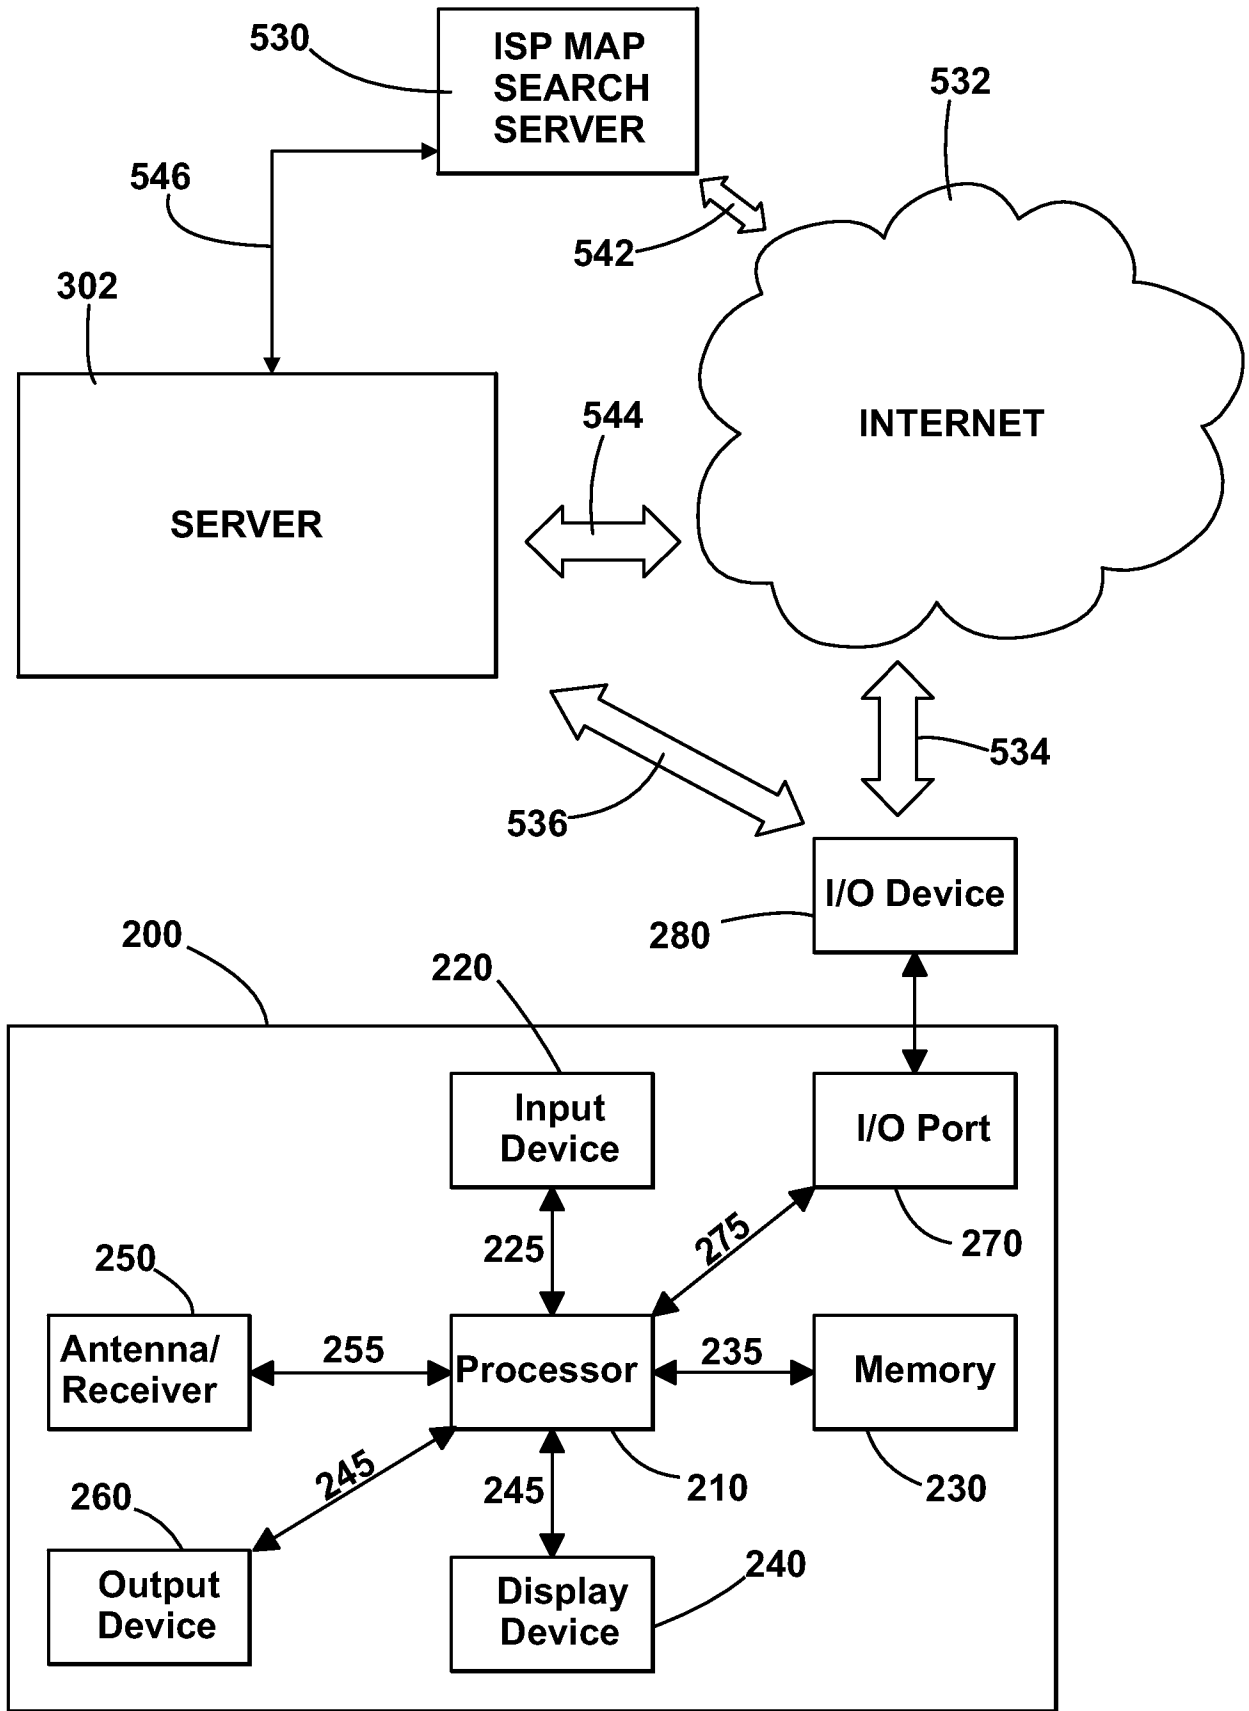 530
ISP MAP
SEARCH
SERVER
532
546
542
302
544
INTERNET
SERVER
534
536
I/O Device
280
200
220
Input
Device
I/O Port
225
275
270
250
Antenna/
Receiver
255
Processor
235
Memory
245
245
210
230
260
240
Output
Device
Display
Device